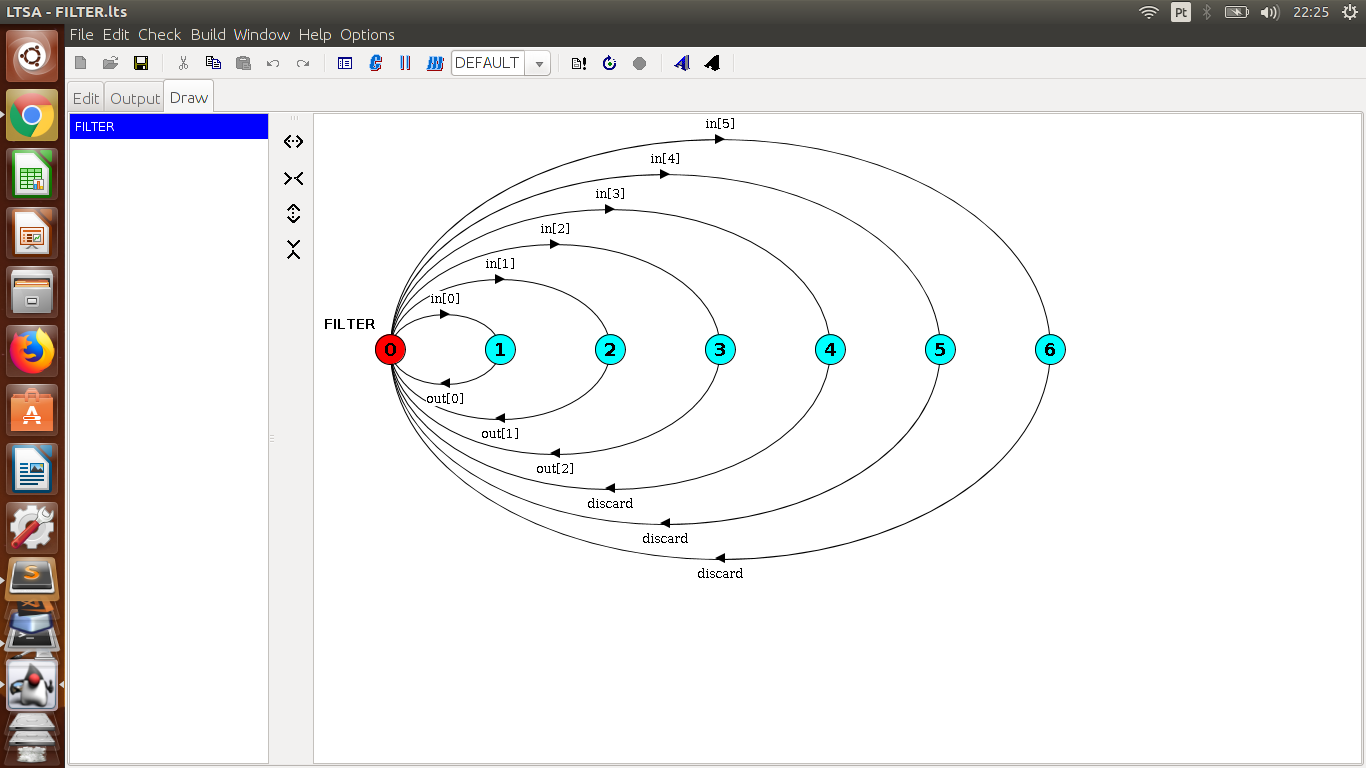 LTSA - FILTER.lts
Pt
22:25
File Edit Check Build Window Help Options
DEFAULT
Edit Output Draw
FILTER
in[5]
in[4]
in[3]
in[2]
in[1]
in[0]
FILTER
0 1 2 3 4 5 6
out[0]
out[1]
out[2]
discard
discard
discard